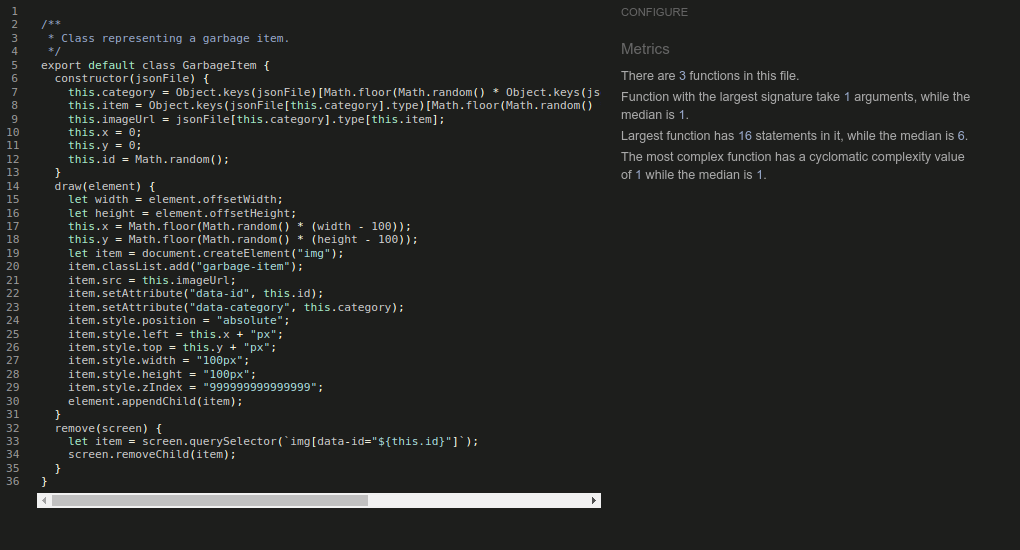 1
2 /**
3  * Class representing a garbage item.
4  */
5 export default class GarbageItem {
6   constructor(jsonFile) {
7     this.category = Object.keys(jsonFile)[Math.floor(Math.random() * Object.keys(js
8     this.item = Object.keys(jsonFile[this.category].type)[Math.floor(Math.random()
9     this.imageUrl = jsonFile[this.category].type[this.item];
10     this.x = 0;
11     this.y = 0;
12     this.id = Math.random();
13   }
14   draw(element) {
15     let width = element.offsetWidth;
16     let height = element.offsetHeight;
17     this.x = Math.floor(Math.random() * (width - 100));
18     this.y = Math.floor(Math.random() * (height - 100));
19     let item = document.createElement("img");
20     item.classList.add("garbage-item");
21     item.src = this.imageUrl;
22     item.setAttribute("data-id", this.id);
23     item.setAttribute("data-category", this.category);
24     item.style.position = "absolute";
25     item.style.left = this.x + "px";
26     item.style.top = this.y + "px";
27     item.style.width = "100px";
28     item.style.height = "100px";
29     item.style.zIndex = "9999999999999999";
30     element.appendChild(item);
31   }
32   remove(screen) {
33     let item = screen.querySelector(`img[data-id="${this.id}"]`);
34     screen.removeChild(item);
35   }
36 }
CONFIGURE
Metrics
There are 3 functions in this file.
Function with the largest signature take 1 arguments, while the
median is 1.
Largest function has 16 statements in it, while the median is 6.
The most complex function has a cyclomatic complexity value
of 1 while the median is 1.